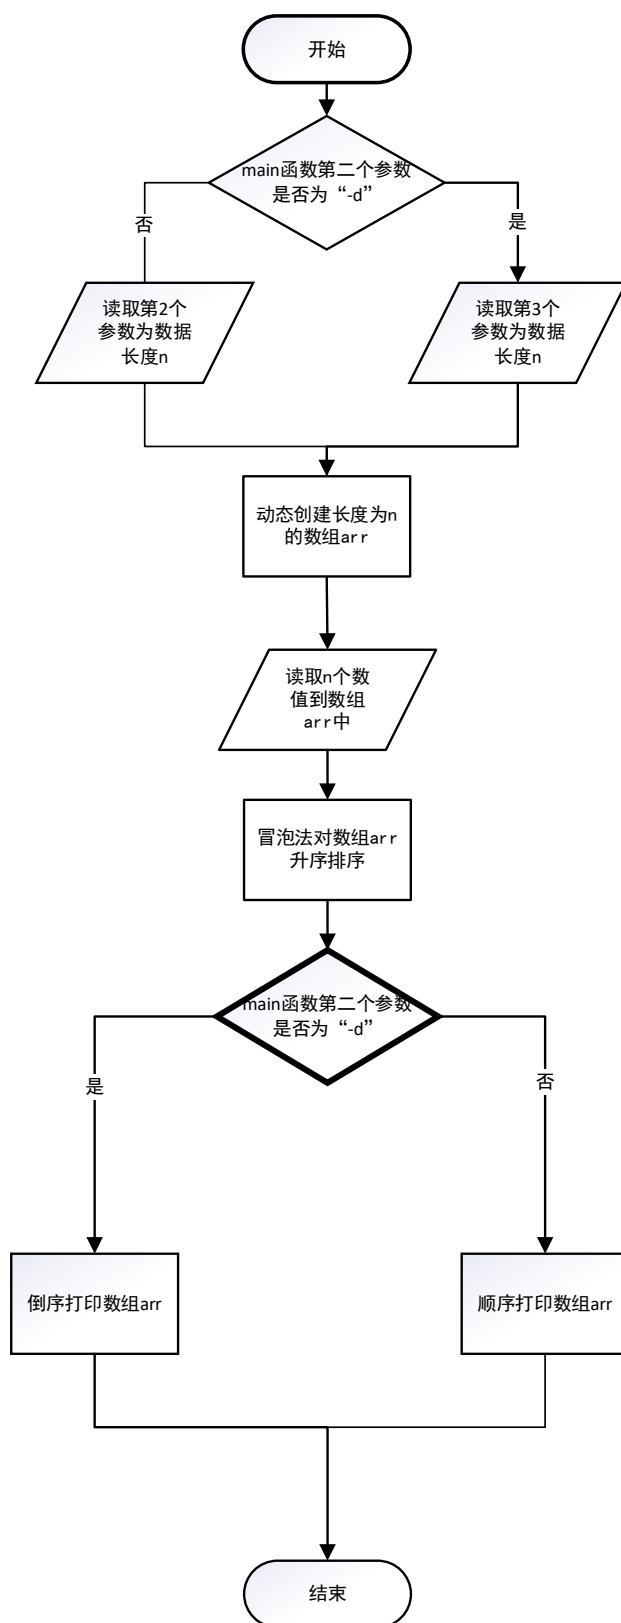 开始
main函数第二个参数
是否为“-d”
否
是
读取第2个
参数为数据
长度n
读取第3个
参数为数据
长度n
动态创建长度为n
的数组arr
读取n个数
值到数组
arr中
冒泡法对数组arr
升序排序
main函数第二个参数
是否为“-d”
是
否
倒序打印数组arr
顺序打印数组arr
结束